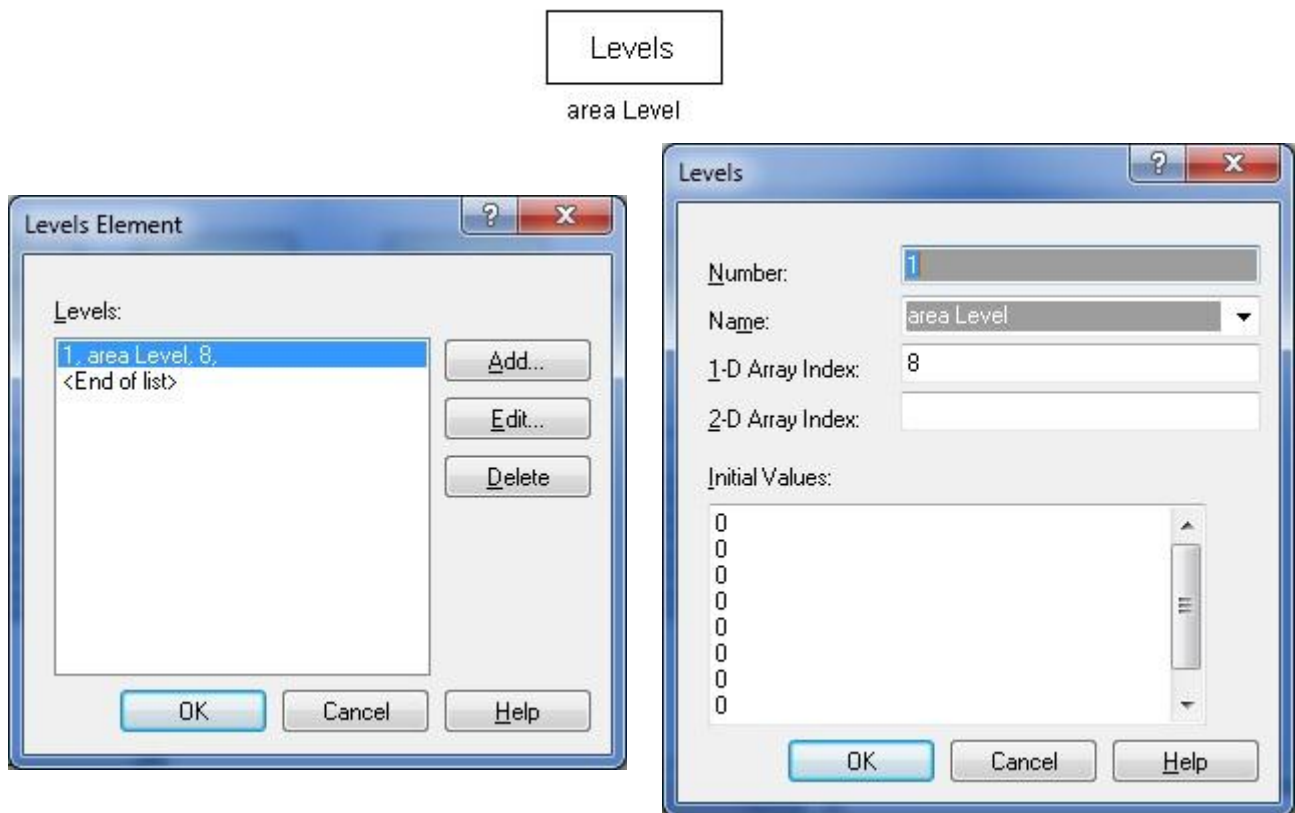 Levels
area Level
Levels Element
?
X
Levels:
1, area Level, 8,
<End of list>
Add...
Edit...
Delete
OK
Cancel
Help
Levels
?
X
Number:
1
Name:
area Level
1-D Array Index:
8
2-D Array Index:
Initial Values:
0
0
0
0
0
0
0
0
OK
Cancel
Help